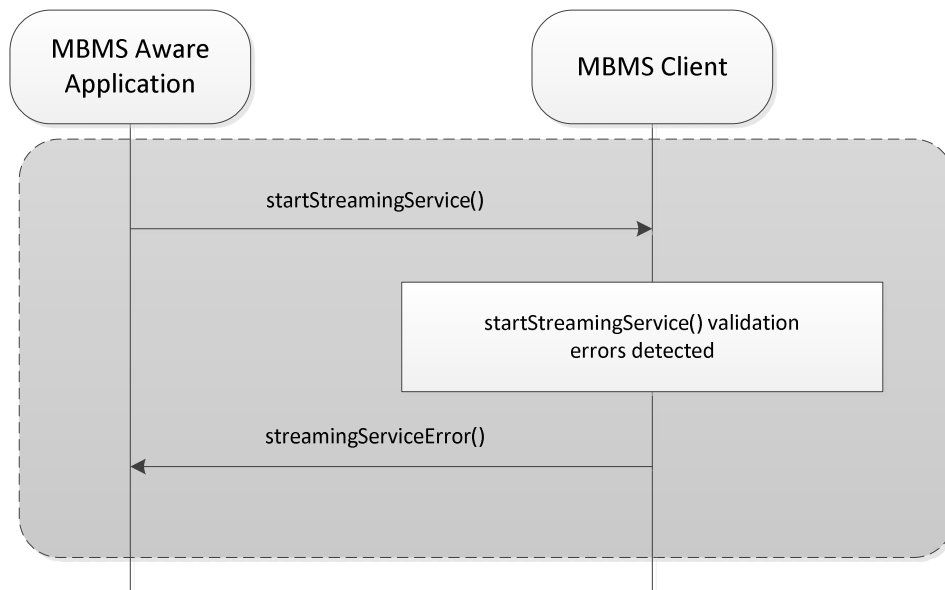 MBMS Aware
Application
MBMS Client
startStreamingService()
startStreamingService() validation
errors detected
streamingServiceError()